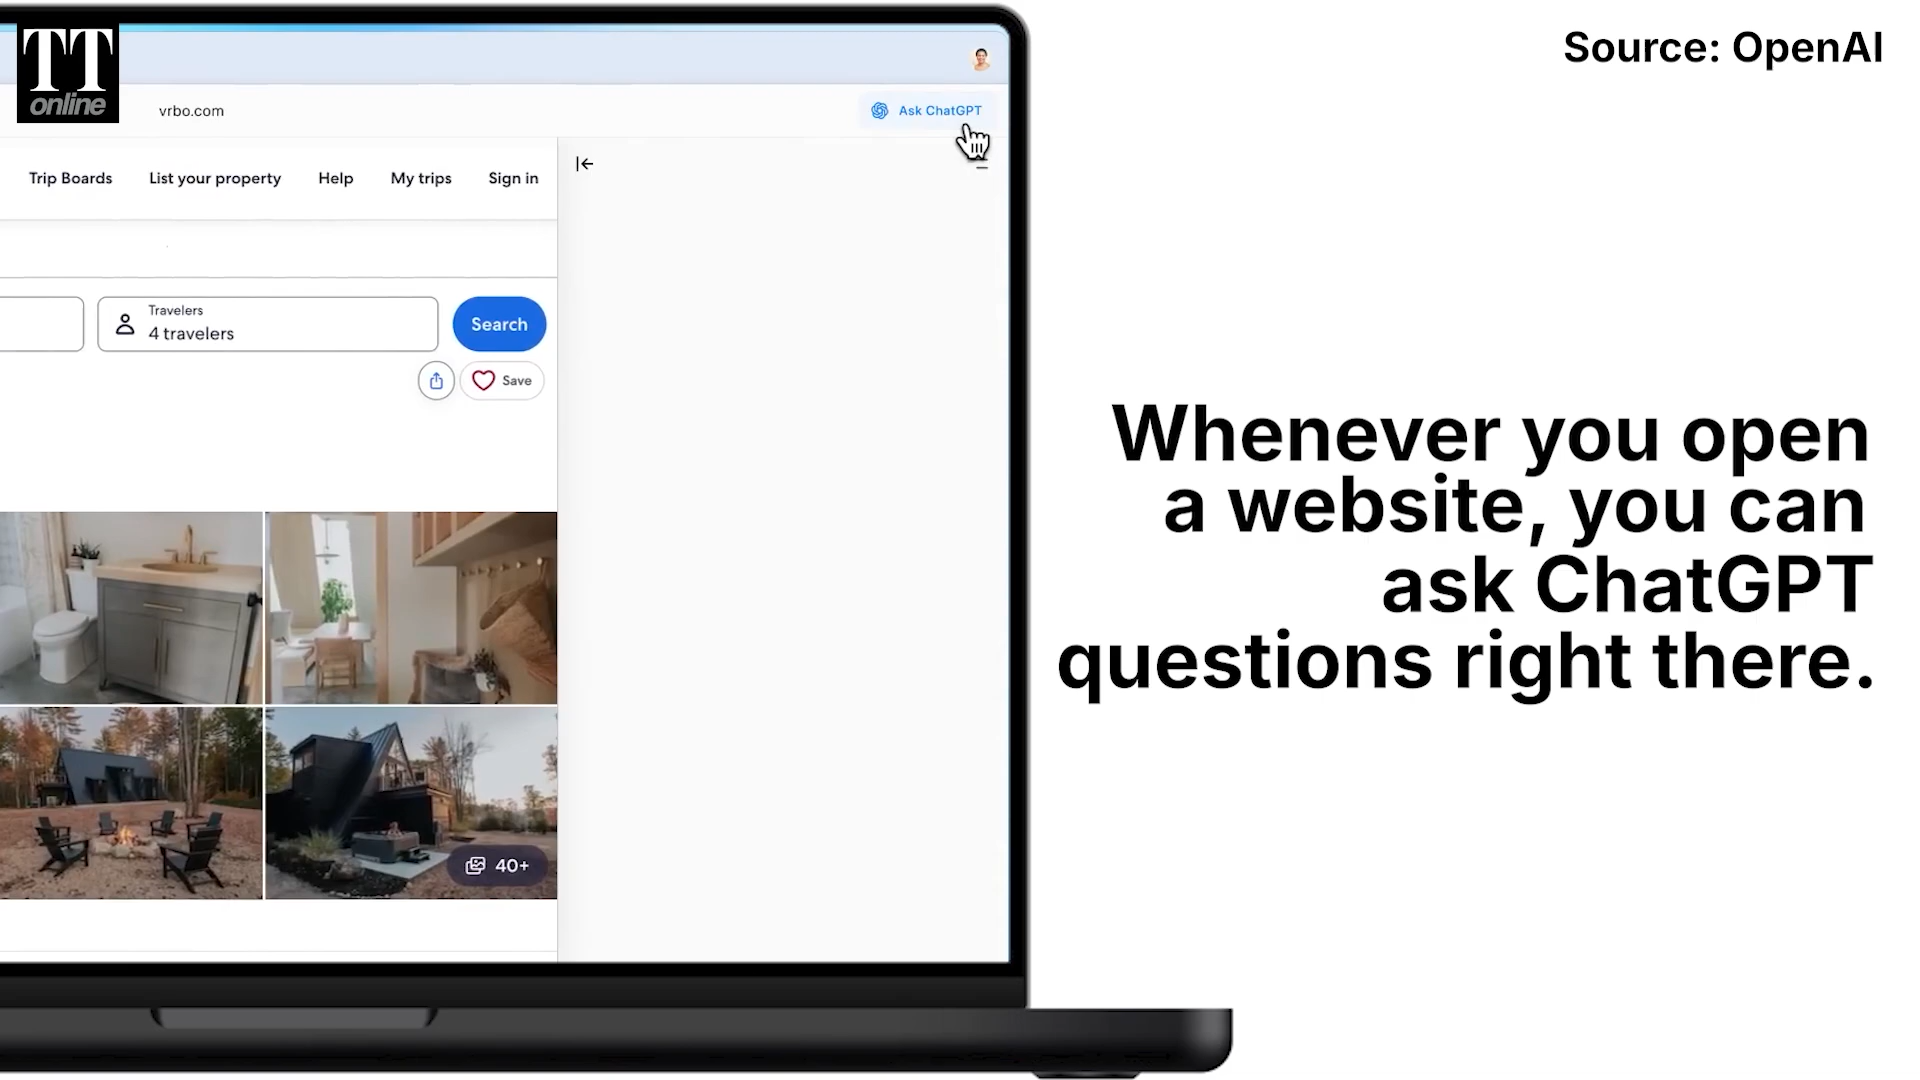 TT
online
Source: OpenAI
vrbo.com
Ask ChatGPT
Trip Boards
List your property
Help
My trips
Sign in
Travelers
4 travelers
Search
Save
40+
Whenever you open
a website, you can
ask ChatGPT
questions right there.